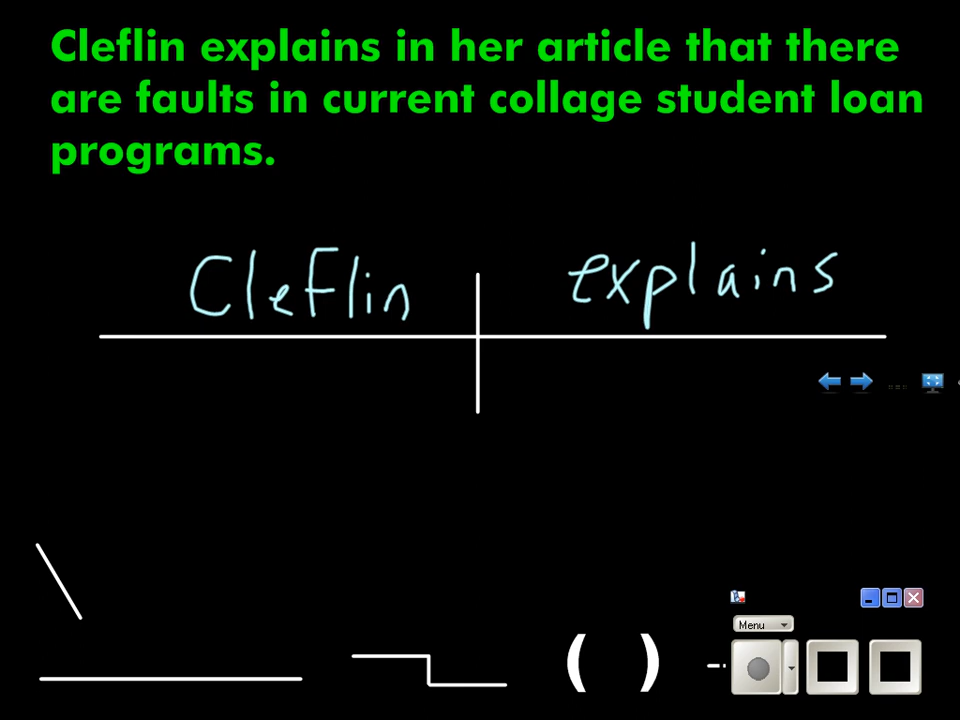 Cleflin explains in her article that there
are faults in current collage student loan
programs.
Cleflin explains
( )
Menu